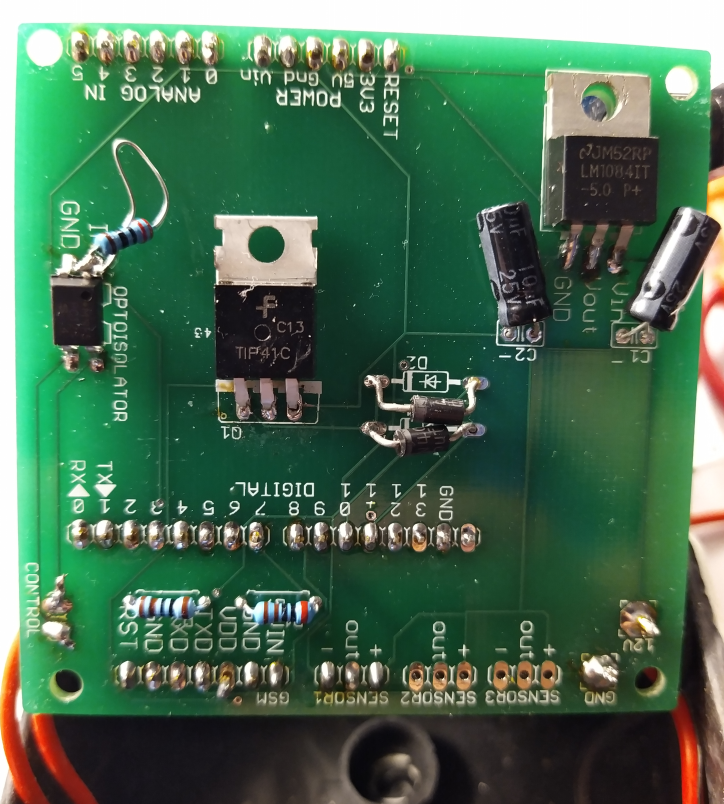 5 4 3 2 1 0
ANALOG IN
Vin Gnd 5V 3V3 RESET
POWER
JM52RP
LM1084IT
-5.0 P+
GND
OPTOISOLATOR
C13
TIP41C
Q1
10uF
25V
GND
Vout
Vin
C2
-
C1
-
D2
DIGITAL
RX 0
TX 1
2 3 4 5 6 7 8 9 10 11 12 13 GND
CONTROL
RST GND RXD TXD VDD GND 5VIN
GSM
- out +
SENSOR1
out +
SENSOR2
- out +
SENSOR3
12V
GND